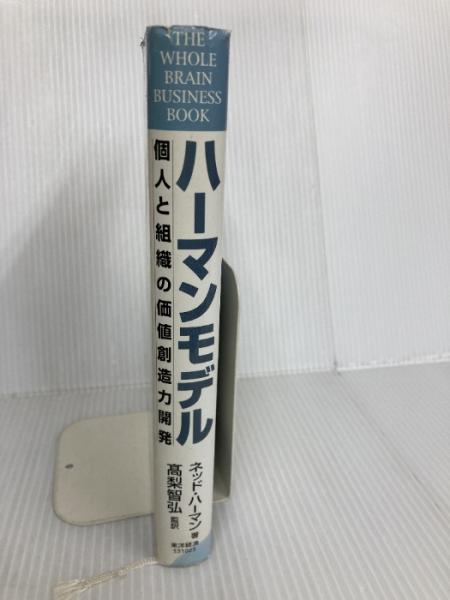 THE
WHOLE
BRAIN
BUSINESS
BOOK
ハーマンモデル
個人と組織の価値創造力開発
ネッド・ハーマン 著
高梨智弘 監訳
東洋経済